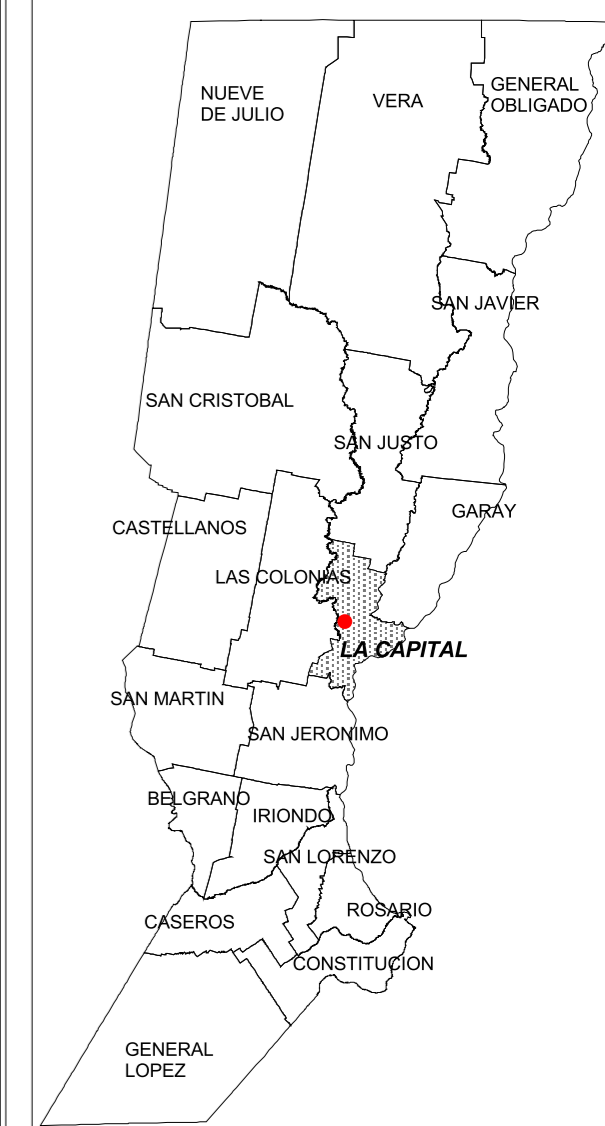 NUEVE
DE JULIO
VERA
GENERAL
OBLIGADO
SAN JAVIER
SAN CRISTOBAL
SAN JUSTO
GARAY
CASTELLANOS
LAS COLONIAS
LA CAPITAL
SAN MARTIN
SAN JERONIMO
BELGRANO
IRIONDO
SAN LORENZO
ROSARIO
CASEROS
CONSTITUCION
GENERAL
LOPEZ